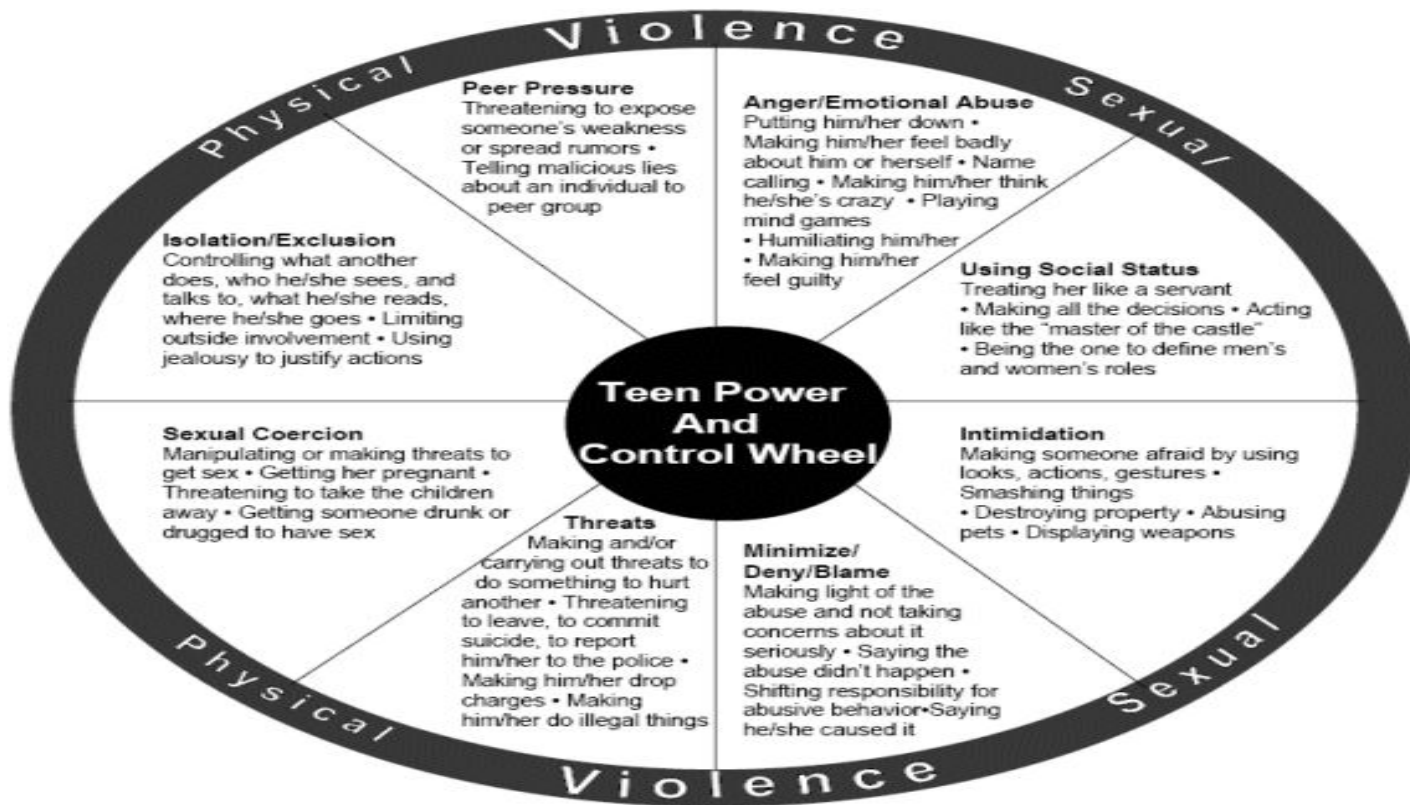 Physical Violence Sexual
Peer Pressure
Threatening to expose
someone's weakness
or spread rumors •
Telling malicious lies
about an individual to
peer group
Anger/Emotional Abuse
Putting him/her down •
Making him/her feel badly
about him or herself • Name
calling • Making him/her think
he/she's crazy • Playing
mind games
• Humiliating him/her
• Making him/her
feel guilty
Isolation/Exclusion
Controlling what another
does, who he/she sees, and
talks to, what he/she reads,
where he/she goes • Limiting
outside involvement • Using
jealousy to justify actions
Using Social Status
Treating her like a servant
• Making all the decisions • Acting
like the "master of the castle"
• Being the one to define men's
and women's roles
Teen Power
And
Control Wheel
Sexual Coercion
Manipulating or making threats to
get sex • Getting her pregnant •
Threatening to take the children
away • Getting someone drunk or
drugged to have sex
Intimidation
Making someone afraid by using
looks, actions, gestures •
Smashing things
• Destroying property • Abusing
pets • Displaying weapons
Threats
Making and/or
carrying out threats to
do something to hurt
another • Threatening
to leave, to commit
suicide, to report
him/her to the police •
Making him/her drop
charges • Making
him/her do illegal things
Minimize/
Deny/Blame
Making light of the
abuse and not taking
concerns about it
seriously • Saying the
abuse didn't happen •
Shifting responsibility for
abusive behavior•Saying
he/she caused it
Physical Violence Sexual